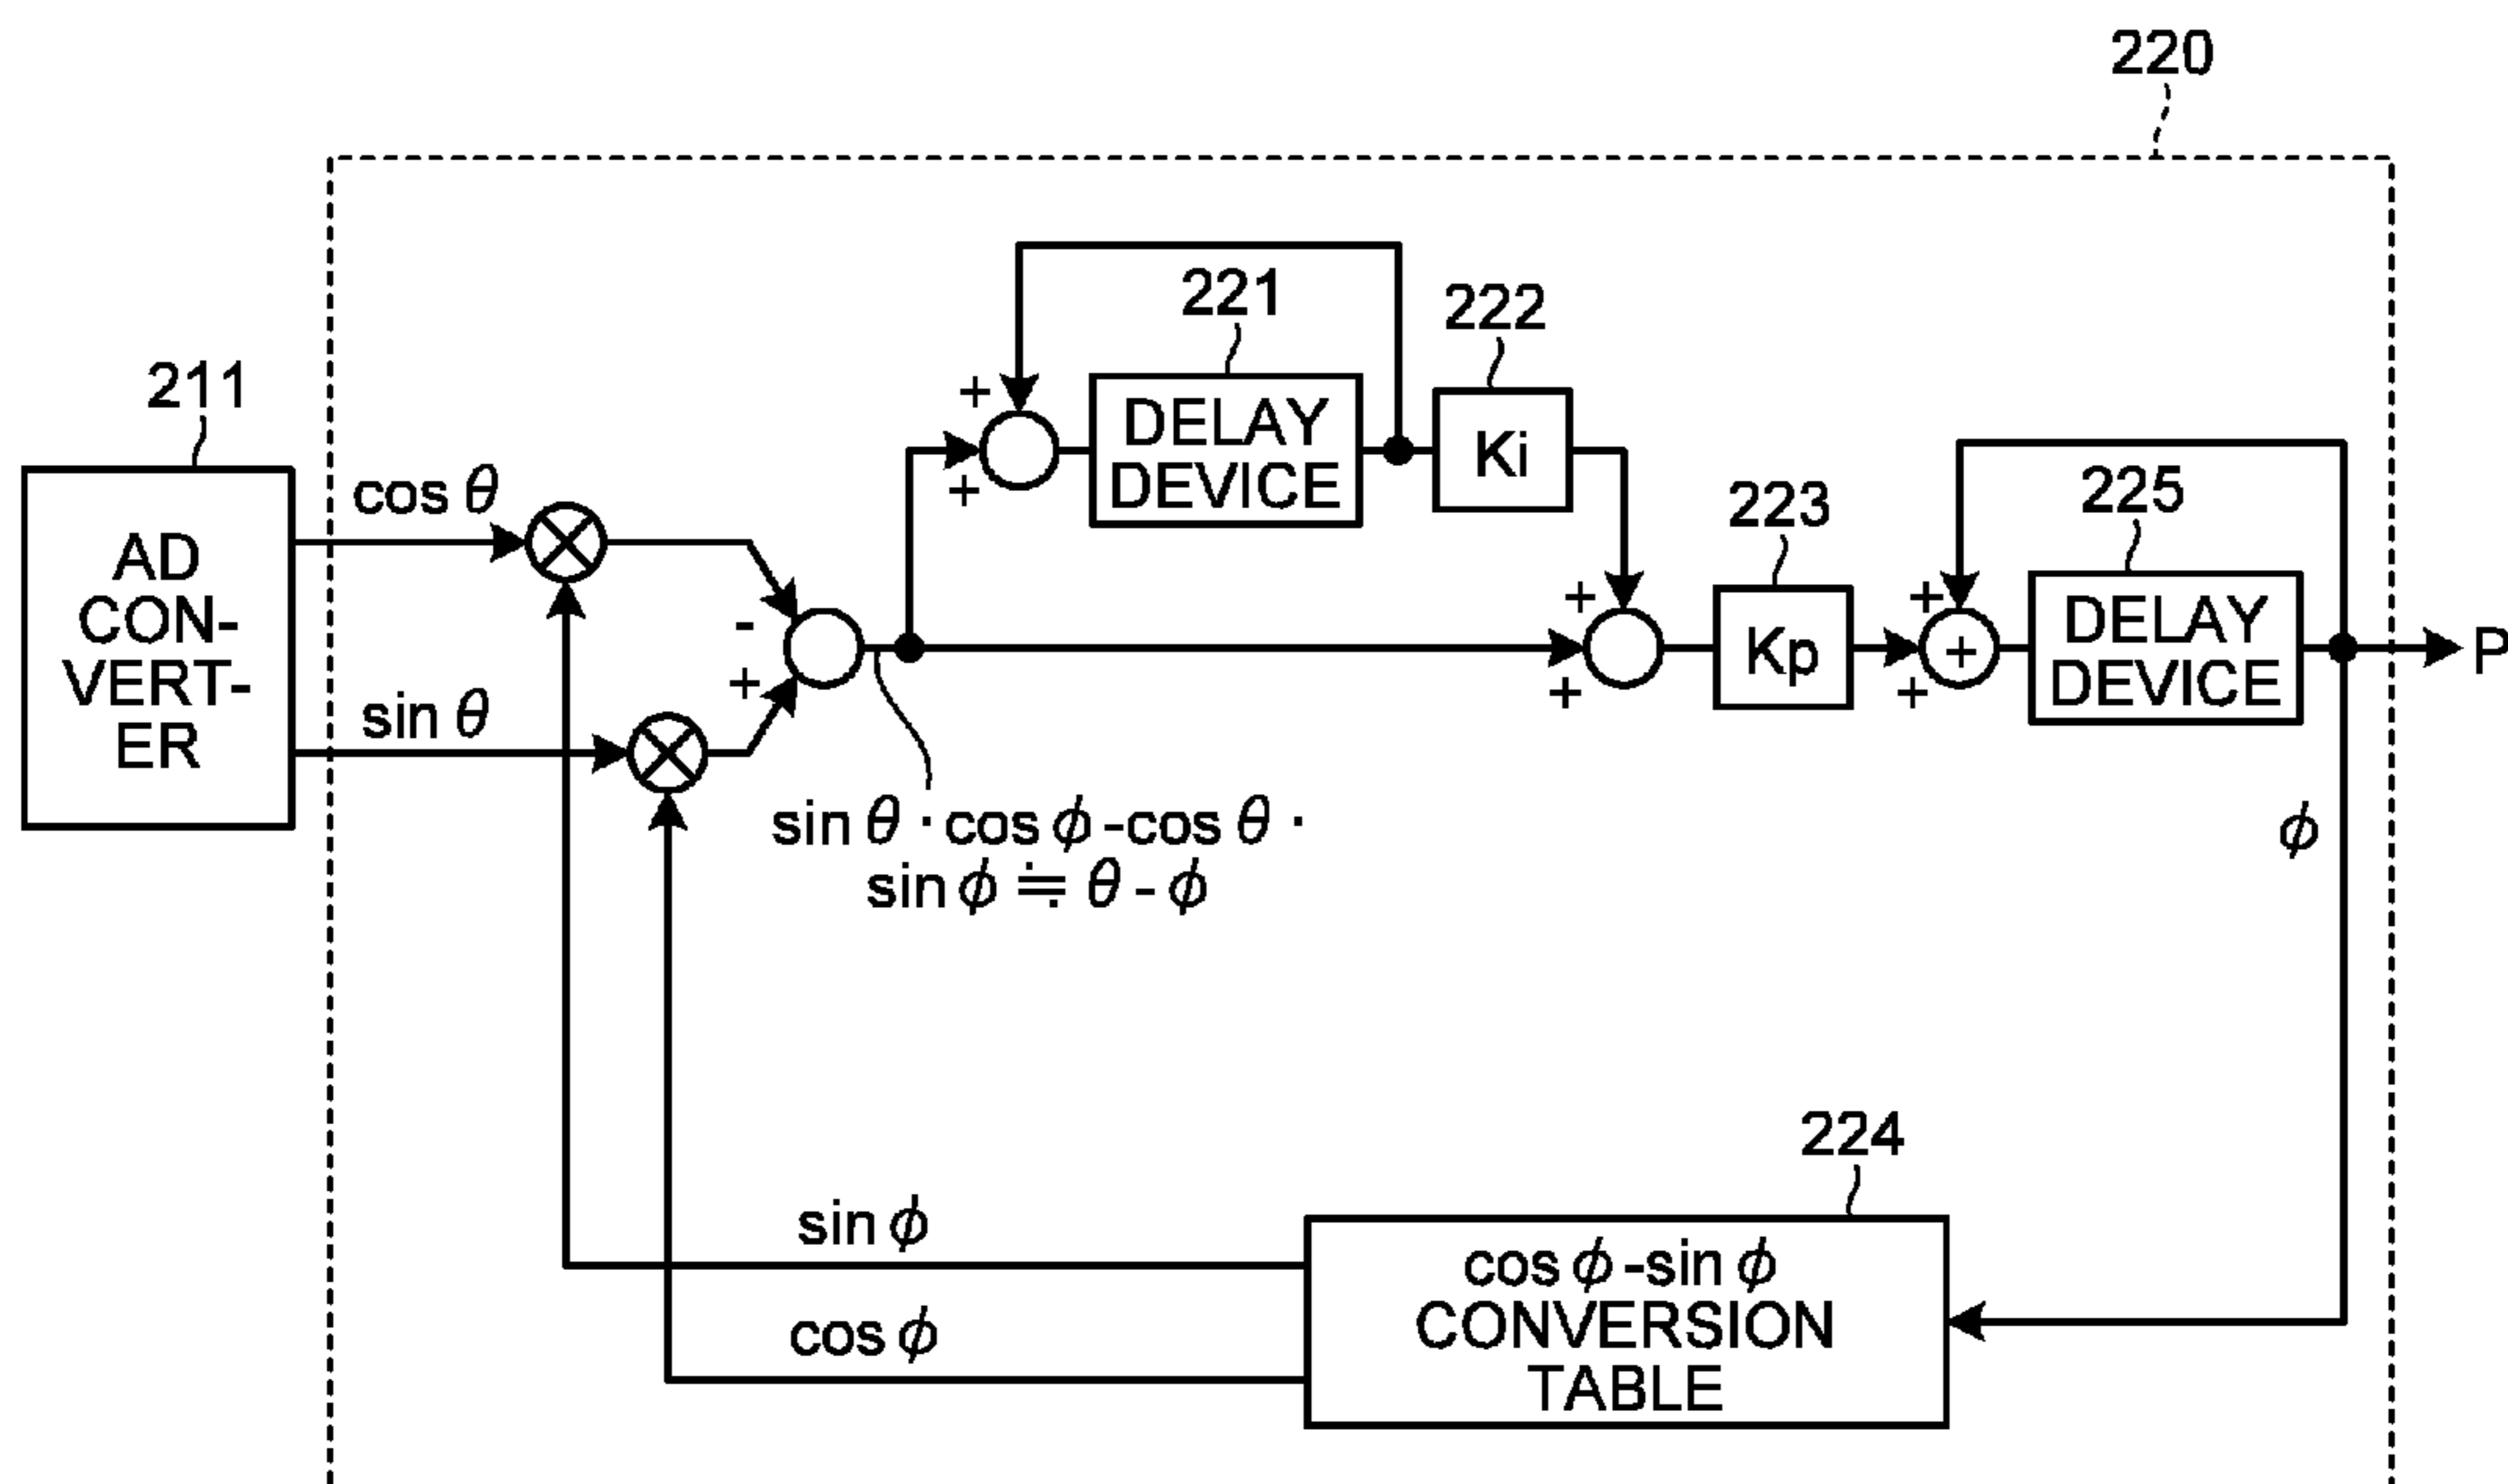 220
221
222
211
DELAY
DEVICE
+
+
Ki
cos θ
223
225
AD
CON-
VERT-
ER
-
+
+
+
Kp
+
+
+
DELAY
DEVICE
P
sin θ
sin θ · cos ϕ - cos θ ·
sin ϕ ≒ θ - ϕ
ϕ
224
sin ϕ
cos ϕ
cos ϕ - sin ϕ
CONVERSION
TABLE